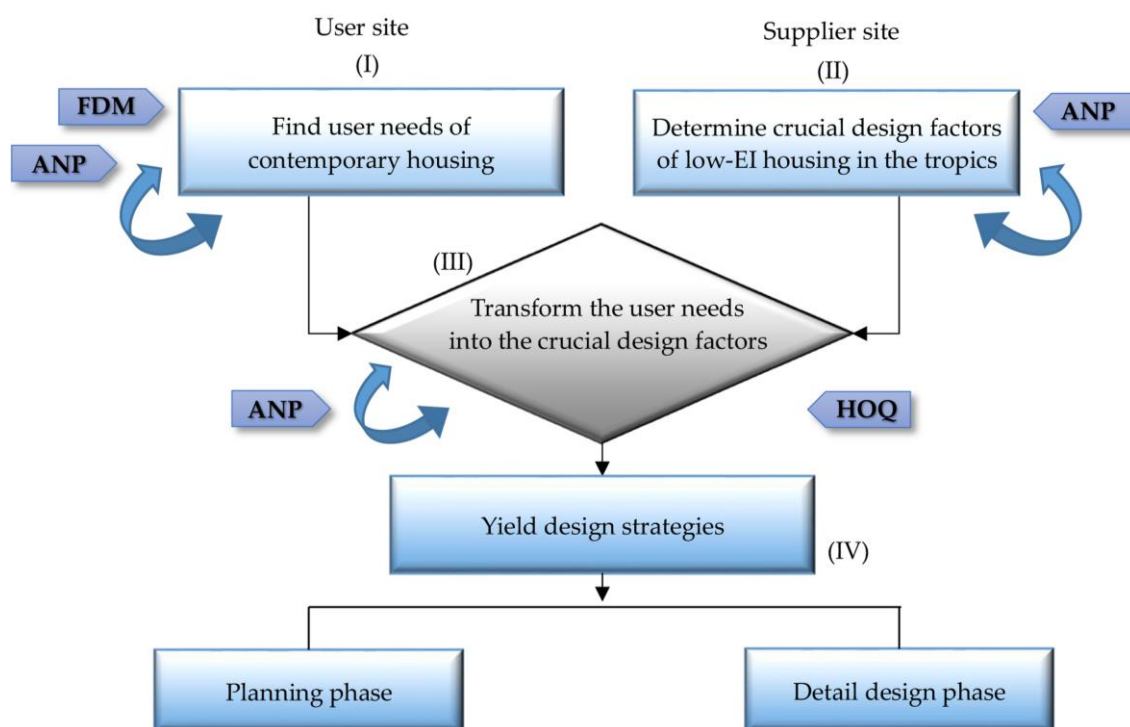 User site
(I)
Supplier site
(II)
FDM
ANP
Find user needs of
contemporary housing
Determine crucial design factors
of low-EI housing in the tropics
ANP
(III)
Transform the user needs
into the crucial design factors
ANP
HOQ
Yield design strategies
(IV)
Planning phase
Detail design phase